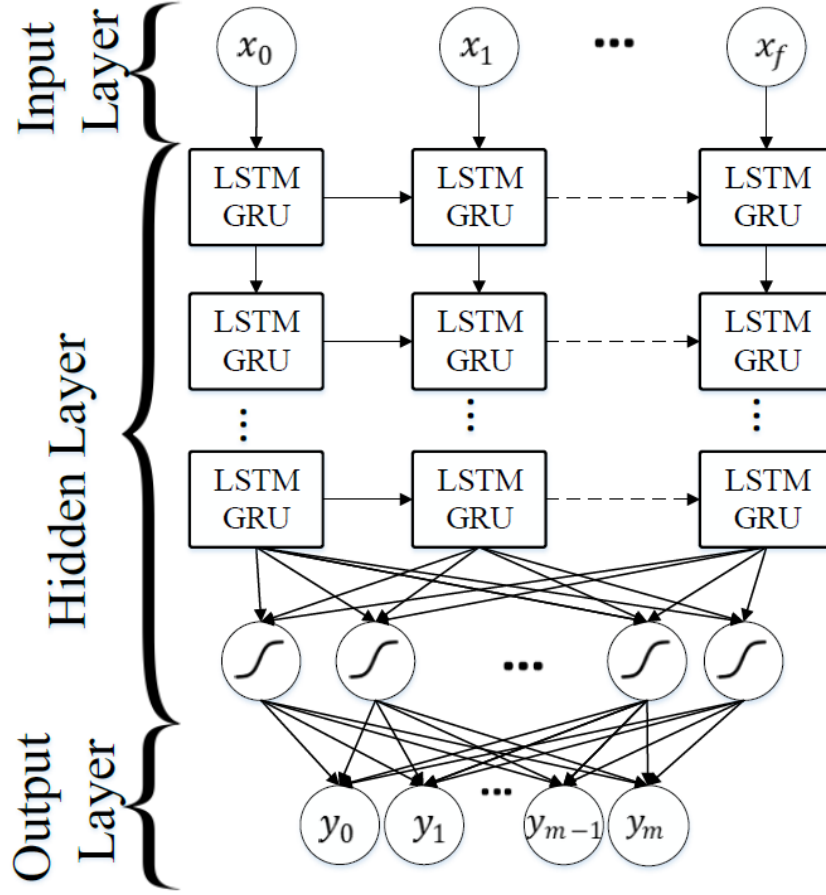 Input
Layer
x₀
x₁
...
x_f
LSTM
GRU
LSTM
GRU
LSTM
GRU
Hidden Layer
LSTM
GRU
LSTM
GRU
LSTM
GRU
LSTM
GRU
LSTM
GRU
LSTM
GRU
...
Output
Layer
...
y₀
y₁
yₘ₋₁
yₘ